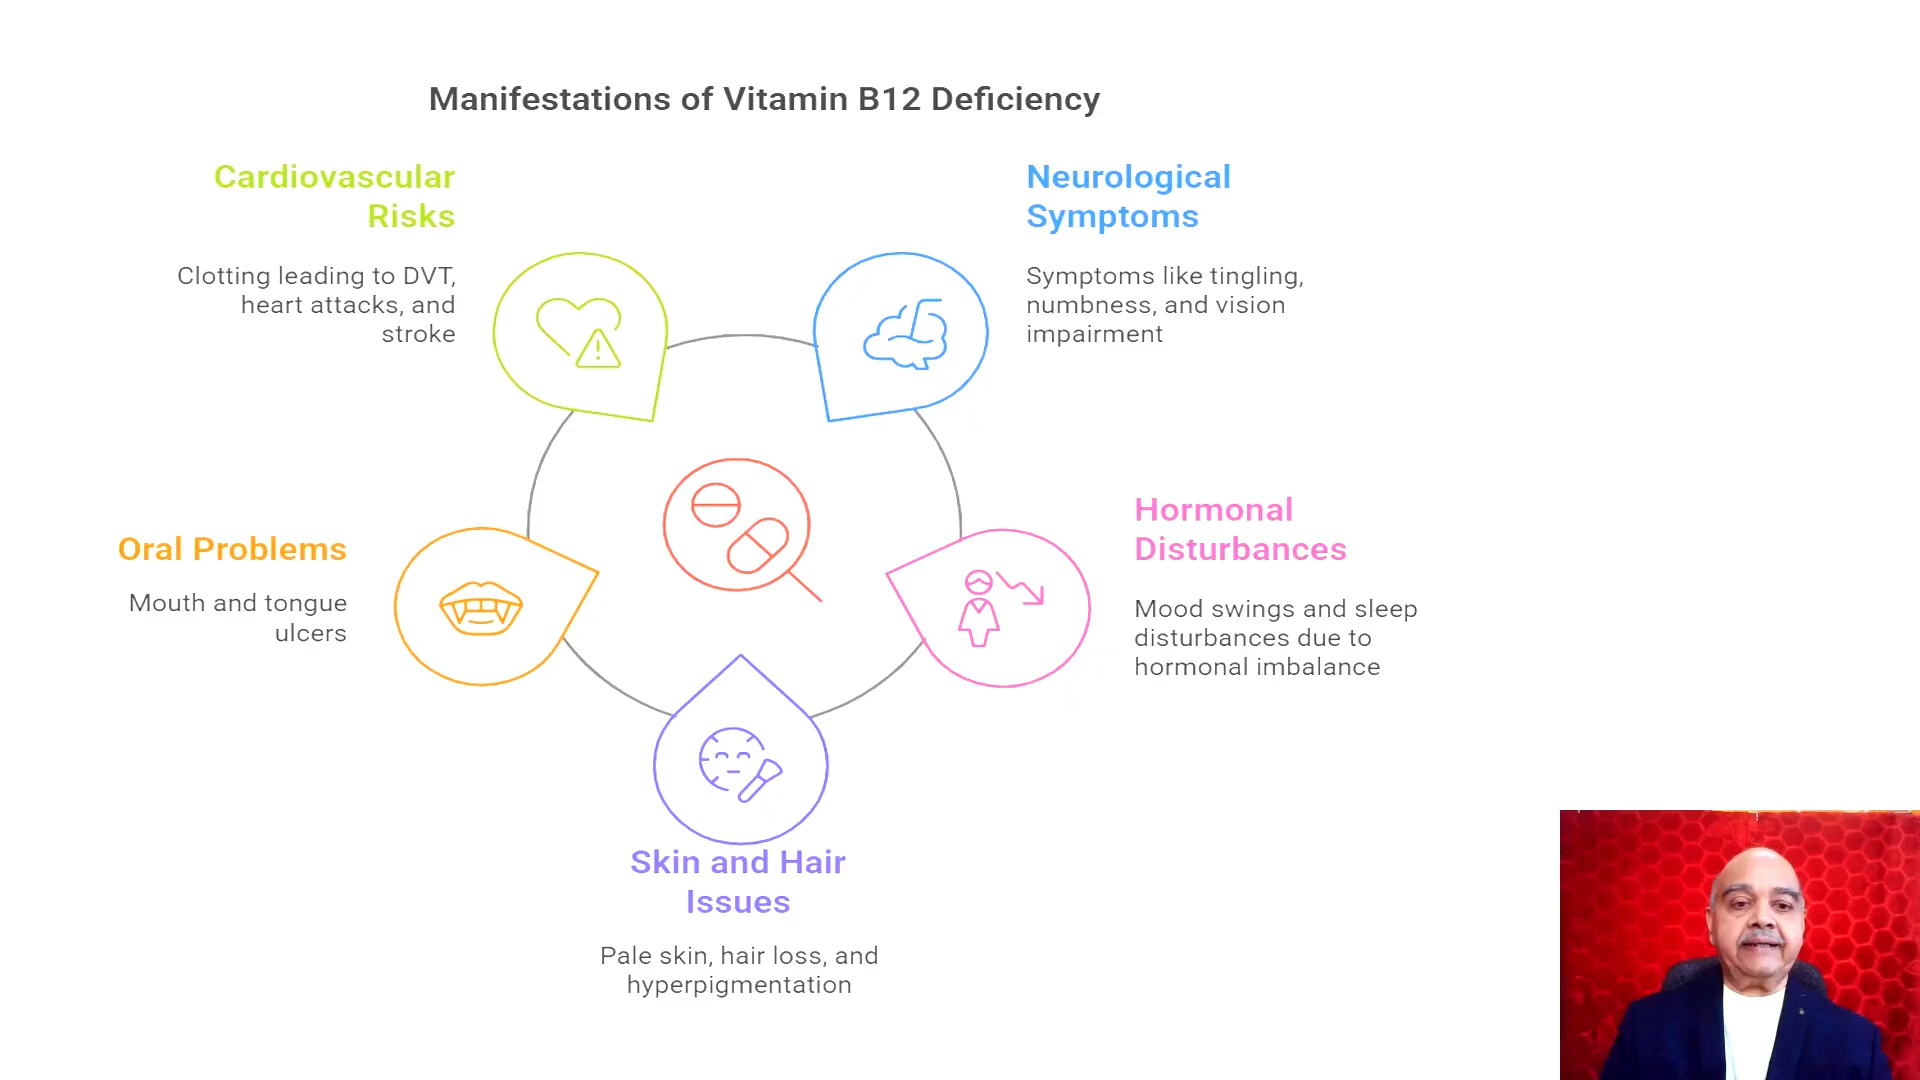 Manifestations of Vitamin B12 Deficiency
Cardiovascular
Risks
Clotting leading to DVT,
heart attacks, and
stroke
Neurological
Symptoms
Symptoms like tingling,
numbness, and vision
impairment
Oral Problems
Mouth and tongue
ulcers
Hormonal
Disturbances
Mood swings and sleep
disturbances due to
hormonal imbalance
Skin and Hair
Issues
Pale skin, hair loss, and
hyperpigmentation